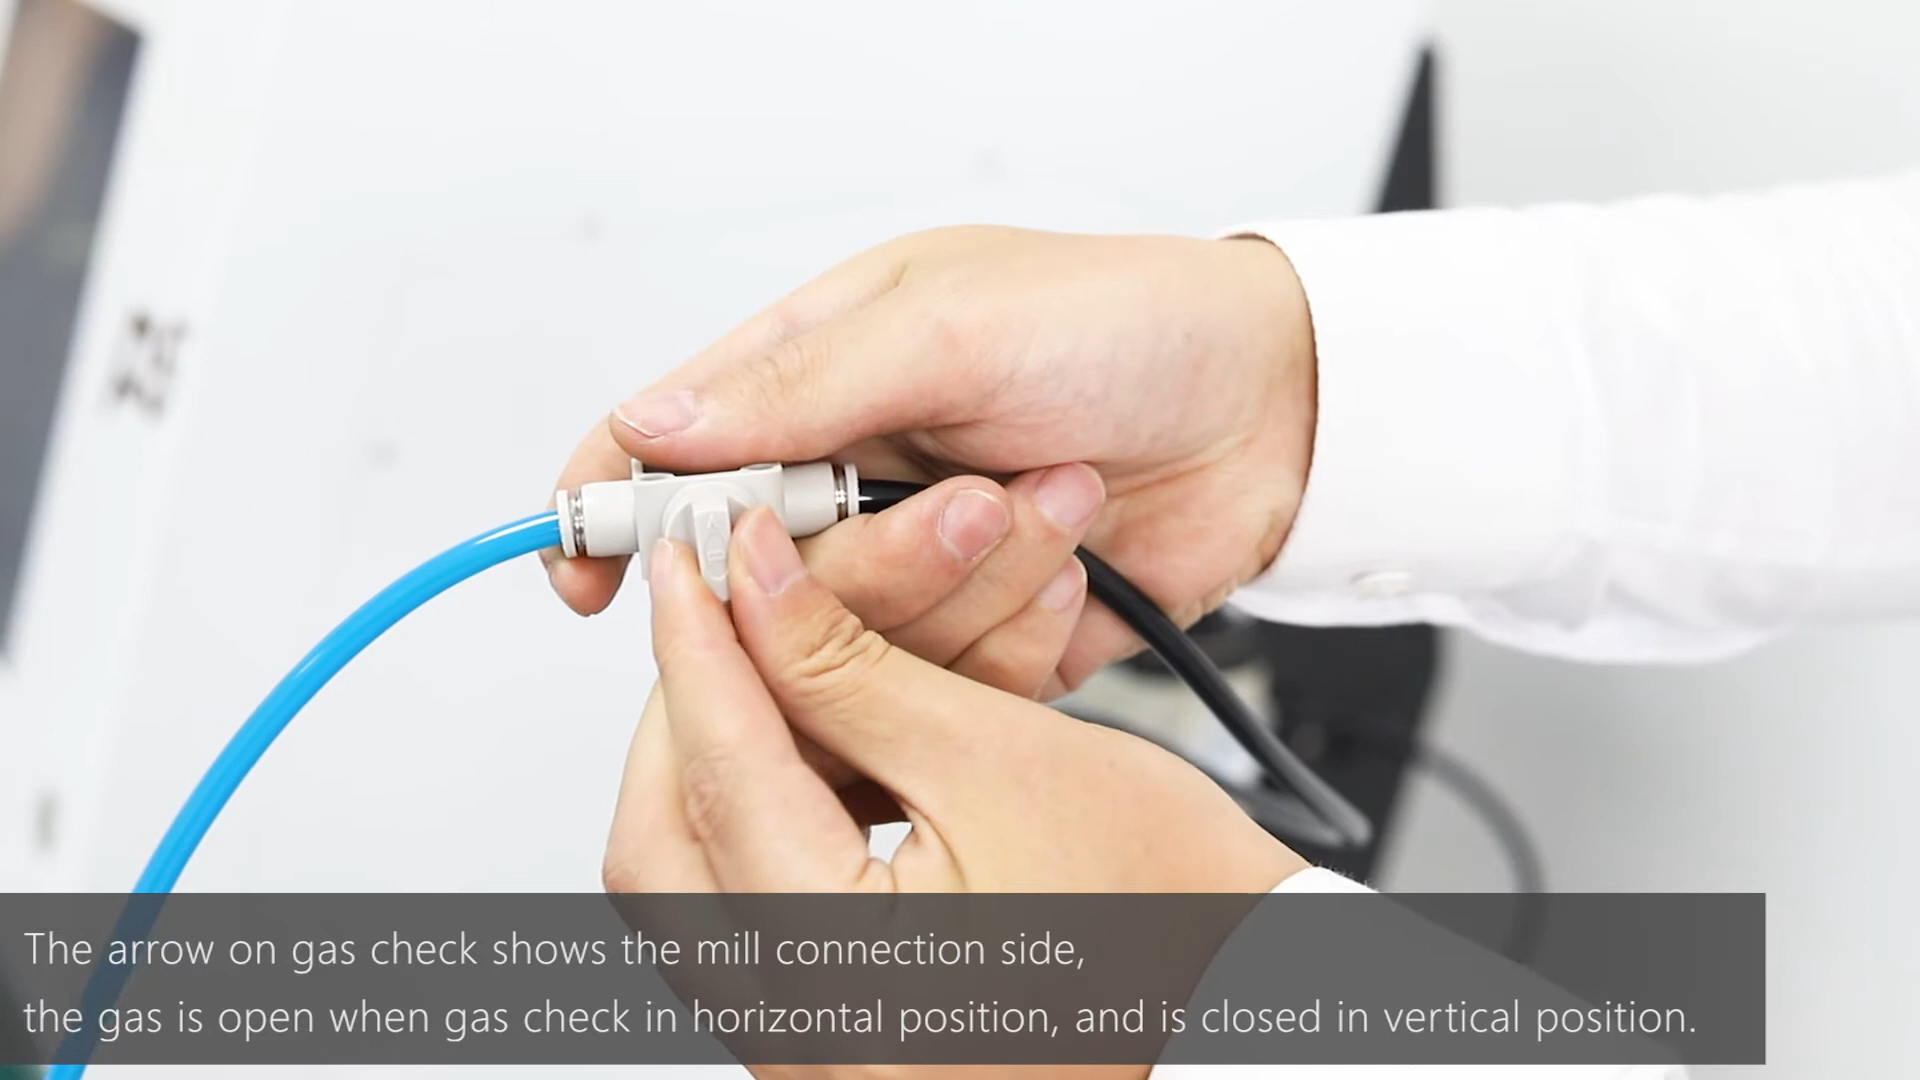 The arrow on gas check shows the mill connection side,
the gas is open when gas check in horizontal position, and is closed in vertical position.